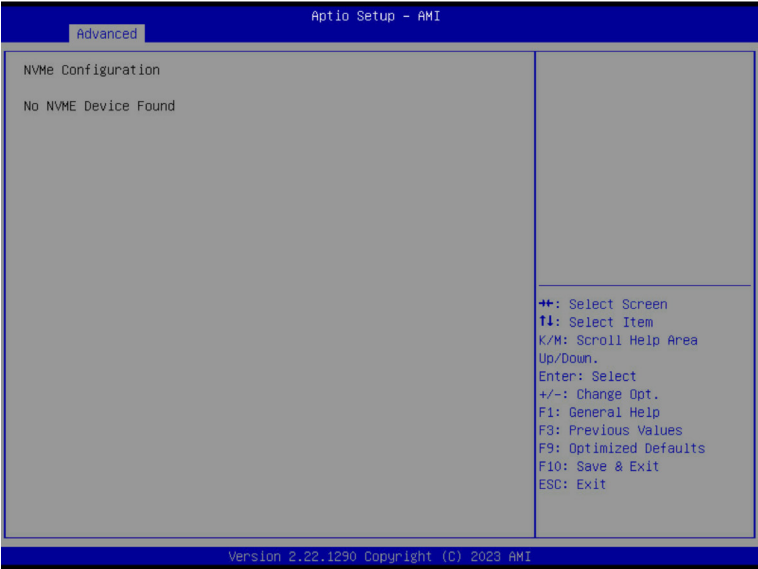 Aptio Setup – AMI
Advanced
NVMe Configuration
No NVME Device Found
→←: Select Screen
↑↓: Select Item
K/M: Scroll Help Area
Up/Down.
Enter: Select
+/-: Change Opt.
F1: General Help
F3: Previous Values
F9: Optimized Defaults
F10: Save & Exit
ESC: Exit
Version 2.22.1290 Copyright (C) 2023 AMI